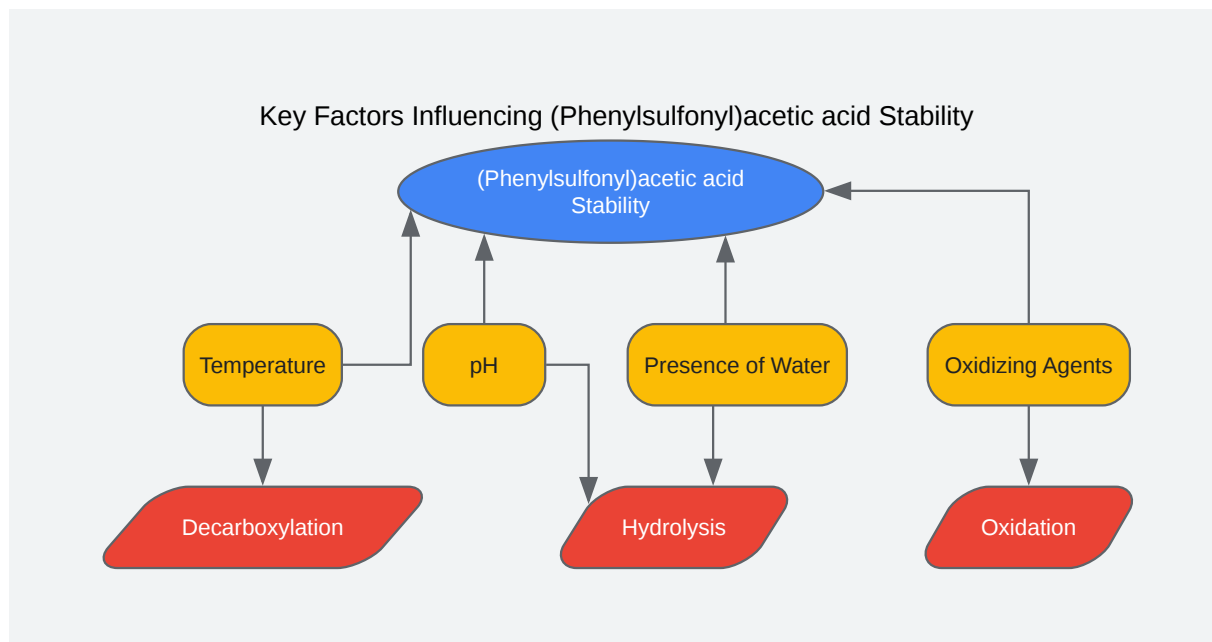 Key Factors Influencing (Phenylsulfonyl)acetic acid Stability
(Phenylsulfonyl)acetic acid
Stability
Temperature
pH
Presence of Water
Oxidizing Agents
Decarboxylation
Hydrolysis
Oxidation